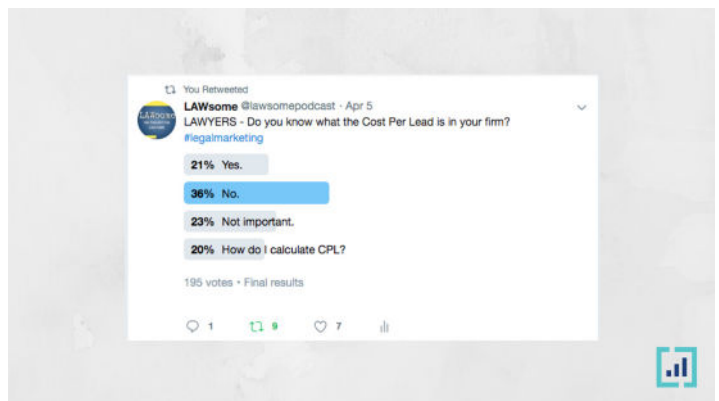 You Retweeted
LAWsome @lawsomepodcast · Apr 5
LAWYERS - Do you know what the Cost Per Lead is in your firm?
#legalmarketing
21% Yes.
36% No.
23% Not important.
20% How do I calculate CPL?
195 votes • Final results
1 9 7
LAWsome